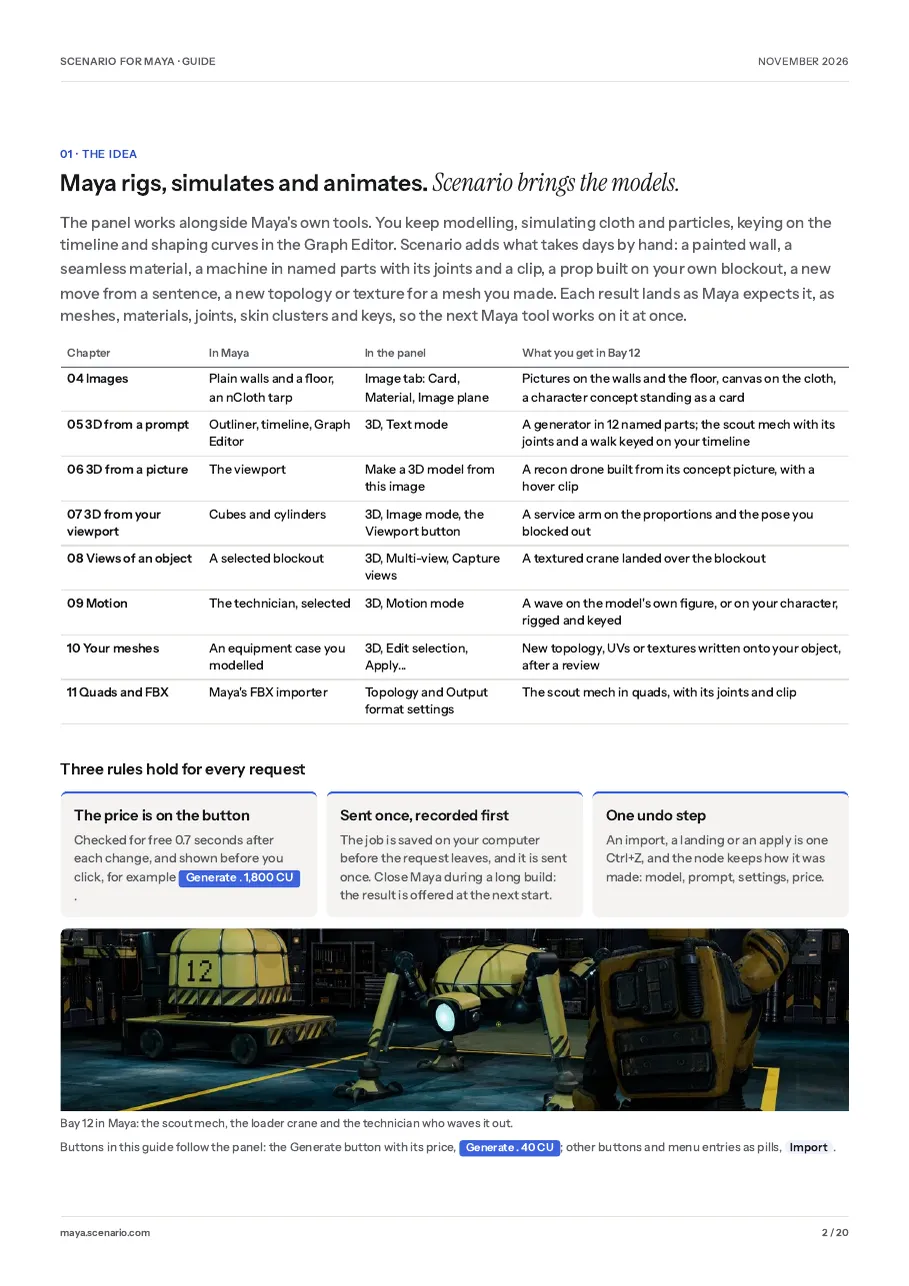 SCENARIO FOR MAYA · GUIDE
NOVEMBER 2026
01 · THE IDEA
Maya rigs, simulates and animates. Scenario brings the models.
The panel works alongside Maya's own tools. You keep modelling, simulating cloth and particles, keying on the
timeline and shaping curves in the Graph Editor. Scenario adds what takes days by hand: a painted wall, a
seamless material, a machine in named parts with its joints and a clip, a prop built on your own blockout, a new
move from a sentence, a new topology or texture for a mesh you made. Each result lands as Maya expects it, as
meshes, materials, joints, skin clusters and keys, so the next Maya tool works on it at once.
Chapter
In Maya
In the panel
What you get in Bay 12
04 Images
Plain walls and a floor,
an nCloth tarp
Image tab: Card,
Material, Image plane
Pictures on the walls and the floor, canvas on the cloth,
a character concept standing as a card
05 3D from a prompt
Outliner, timeline, Graph
Editor
3D, Text mode
A generator in 12 named parts; the scout mech with its
joints and a walk keyed on your timeline
06 3D from a picture
The viewport
Make a 3D model from
this image
A recon drone built from its concept picture, with a
hover clip
07 3D from your
viewport
Cubes and cylinders
3D, Image mode, the
Viewport button
A service arm on the proportions and the pose you
blocked out
08 Views of an object
A selected blockout
3D, Multi-view, Capture
views
A textured crane landed over the blockout
09 Motion
The technician, selected
3D, Motion mode
A wave on the model's own figure, or on your character,
rigged and keyed
10 Your meshes
An equipment case you
modelled
3D, Edit selection,
Apply...
New topology, UVs or textures written onto your object,
after a review
11 Quads and FBX
Maya's FBX importer
Topology and Output
format settings
The scout mech in quads, with its joints and clip
Three rules hold for every request
The price is on the button
Checked for free 0.7 seconds after
each change, and shown before you
click, for example Generate . 1,800 CU
.
Sent once, recorded first
The job is saved on your computer
before the request leaves, and it is sent
once. Close Maya during a long build:
the result is offered at the next start.
One undo step
An import, a landing or an apply is one
Ctrl+Z, and the node keeps how it was
made: model, prompt, settings, price.
12
Bay 12 in Maya: the scout mech, the loader crane and the technician who waves it out.
Buttons in this guide follow the panel: the Generate button with its price, Generate . 40 CU ; other buttons and menu entries as pills, Import .
maya.scenario.com
2 / 20